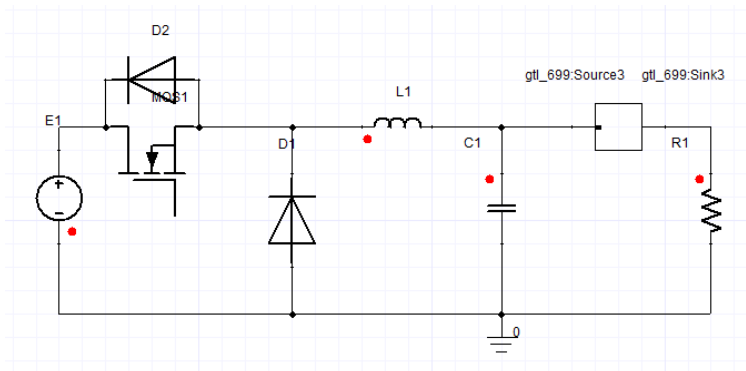 D2
gtl_699:Source3 gtl_699:Sink3
MOS1
L1
E1
D1
C1
R1
0